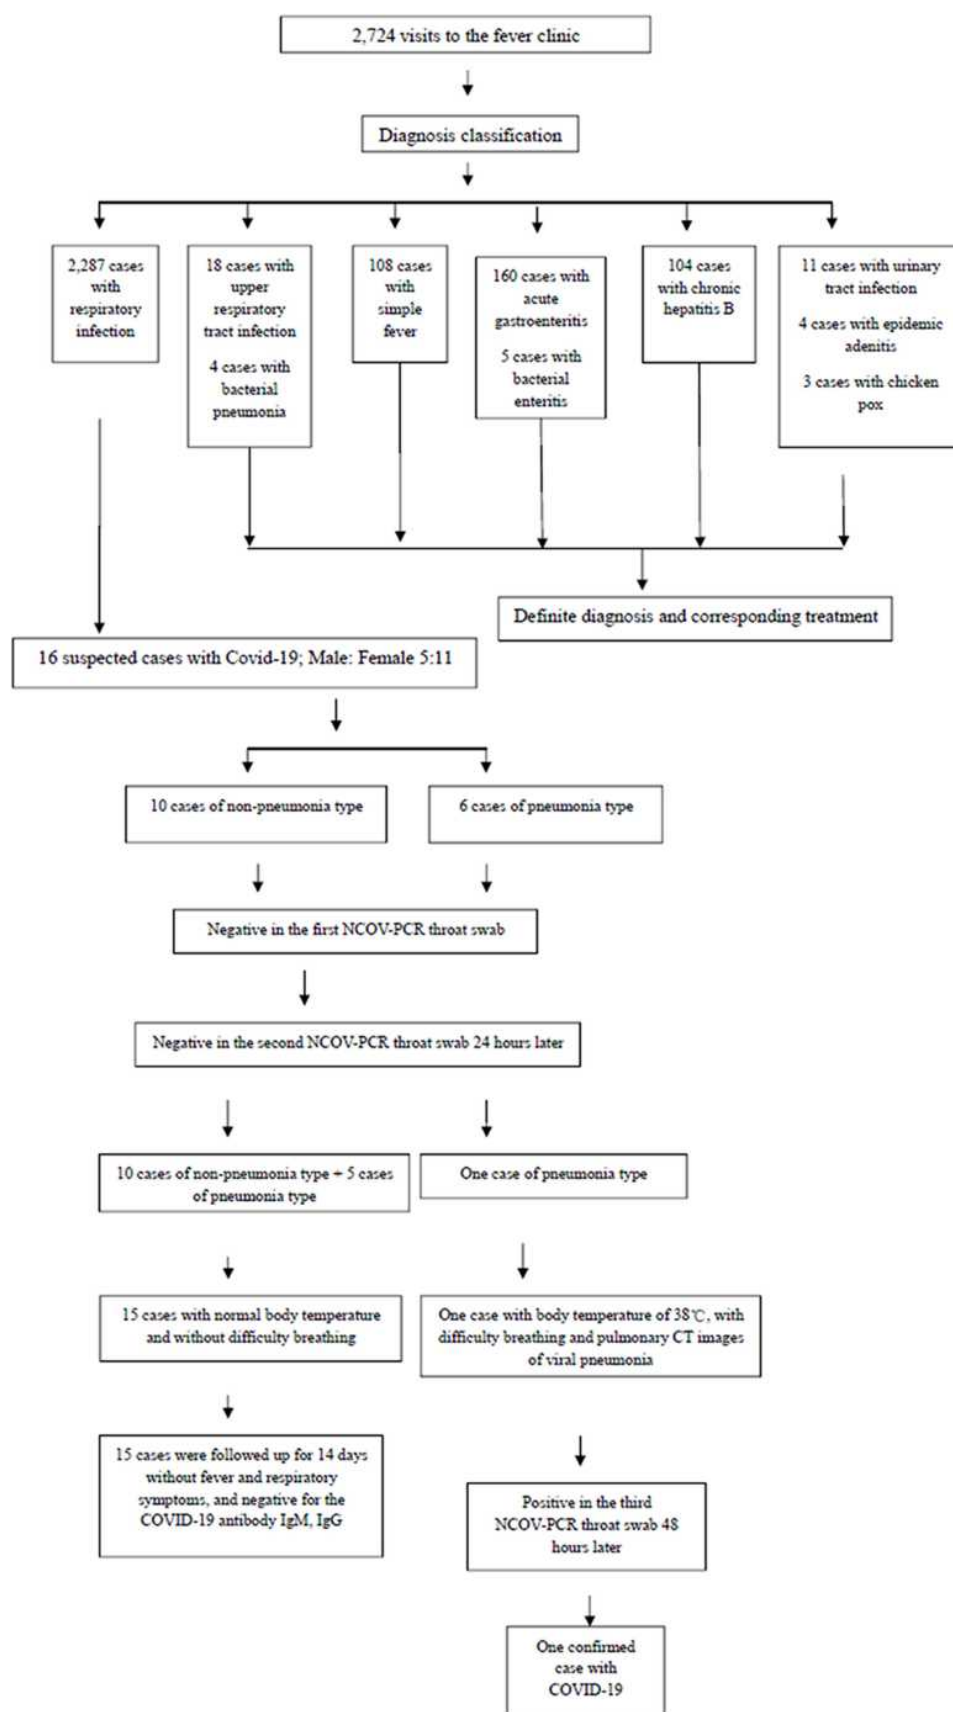 2,724 visits to the fever clinic
Diagnosis classification
2,287 cases
with
respiratory
infection
18 cases with
upper
respiratory
tract infection
4 cases with
bacterial
pneumonia
108 cases
with
simple
fever
160 cases with
acute
gastroenteritis
5 cases with
bacterial
enteritis
104 cases
with chronic
hepatitis B
11 cases with urinary
tract infection
4 cases with epidemic
adenitis
3 cases with chicken
pox
Definite diagnosis and corresponding treatment
16 suspected cases with Covid-19; Male: Female 5:11
10 cases of non-pneumonia type
6 cases of pneumonia type
Negative in the first NCOV-PCR throat swab
Negative in the second NCOV-PCR throat swab 24 hours later
10 cases of non-pneumonia type + 5 cases
of pneumonia type
One case of pneumonia type
15 cases with normal body temperature
and without difficulty breathing
One case with body temperature of 38℃, with
difficulty breathing and pulmonary CT images
of viral pneumonia
15 cases were followed up for 14 days
without fever and respiratory
symptoms, and negative for the
COVID-19 antibody IgM, IgG
Positive in the third
NCOV-PCR throat swab 48
hours later
One confirmed
case with
COVID-19